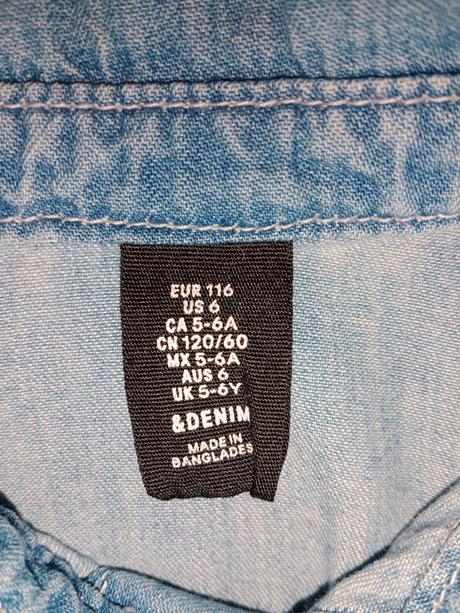 EUR 116
US 6
CA 5-6A
CN 120/60
MX 5-6A
AUS 6
UK 5-6Y
&DENIM
MADE IN
BANGLADES